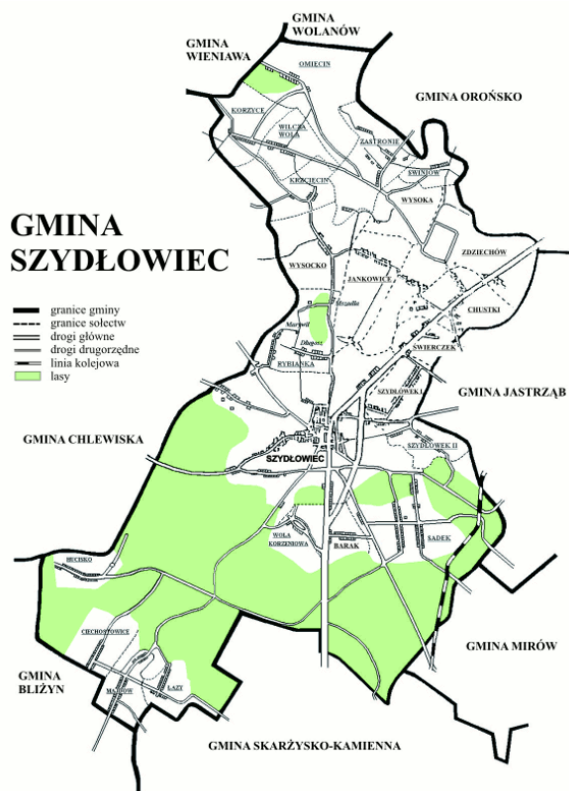 GMINA
WOLANÓW
GMINA
WIENIAWA
OMIĘCIN
GMINA OROŃSKO
KORZYCE
WILCZA
WOLA
ZASTRONIE
ŚWINIÓW
KRZCIĘCIN
WYSOKA
GMINA
SZYDŁOWIEC
ZDZIECHÓW
WYSOCKO
JANKOWICE
CHUSTKI
granice gminy
granice sołectw
drogi główne
drogi drugorzędne
linia kolejowa
lasy
Długosz
ŚWIERCZEK
RYBIANKA
SZYDŁÓWEK I
GMINA JASTRZĄB
GMINA CHLEWISKA
SZYDŁÓWEK II
SZYDŁOWIEC
WOLA
KORZENIOWA
BARAK
SADEK
HUCISKO
CIECHOSTOWICE
GMINA MIRÓW
GMINA
BLIŻYN
MAJDÓW
ŁAZY
GMINA SKARŻYSKO-KAMIENNA